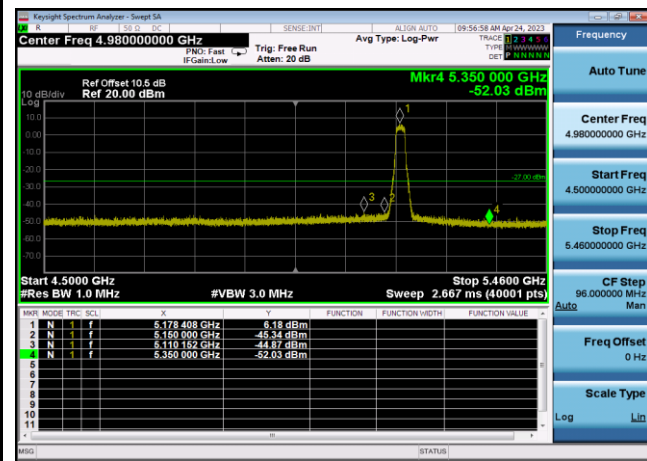 Keysight Spectrum Analyzer - Swept SA
R RF 50 Ω DC SENSE:INT ALIGN AUTO 09:56:58 AM Apr 24, 2023
Center Freq 4.980000000 GHz
PNO: Fast
IFGain:Low
Trig: Free Run
Atten: 20 dB
Avg Type: Log-Pwr
TRACE 1 2 3 4 5 6
TYPE M WWWWW
DET P N N N N N
Frequency
Auto Tune
Center Freq
4.980000000 GHz
Start Freq
4.500000000 GHz
Stop Freq
5.460000000 GHz
CF Step
96.000000 MHz
Auto Man
Freq Offset
0 Hz
Scale Type
Log Lin
Ref Offset 10.5 dB
10 dB/div Ref 20.00 dBm
Log
Mkr4 5.350 000 GHz
-52.03 dBm
10.0
0.00
-10.0
-20.0
-30.0
-40.0
-50.0
-60.0
-70.0
1
-27.00 dBm
3
2
4
Start 4.5000 GHz Stop 5.4600 GHz
#Res BW 1.0 MHz #VBW 3.0 MHz Sweep 2.667 ms (40001 pts)
MKR MODE TRC SCL X Y FUNCTION FUNCTION WIDTH FUNCTION VALUE
1 N 1 f 5.178 408 GHz 6.18 dBm
2 N 1 f 5.150 000 GHz -45.34 dBm
3 N 1 f 5.110 152 GHz -44.87 dBm
4 N 1 f 5.350 000 GHz -52.03 dBm
5
6
7
8
9
10
11
MSG STATUS